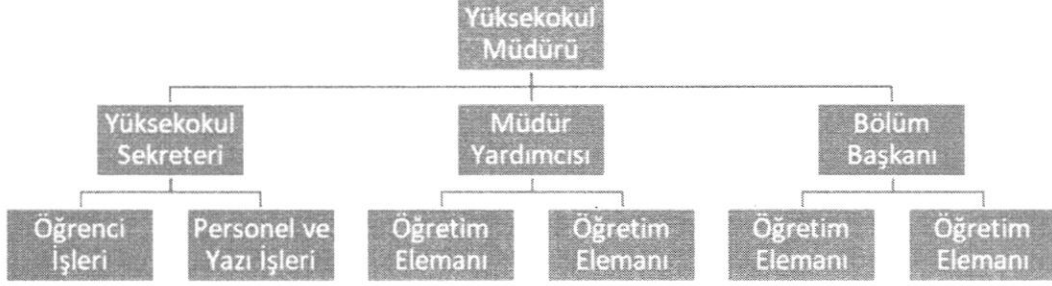 Yüksekokul
Müdürü
Yüksekokul
Sekreteri
Müdür
Yardımcısı
Bölüm
Başkanı
Öğrenci
İşleri
Personel ve
Yazı İşleri
Öğretim
Elemanı
Öğretim
Elemanı
Öğretim
Elemanı
Öğretim
Elemanı